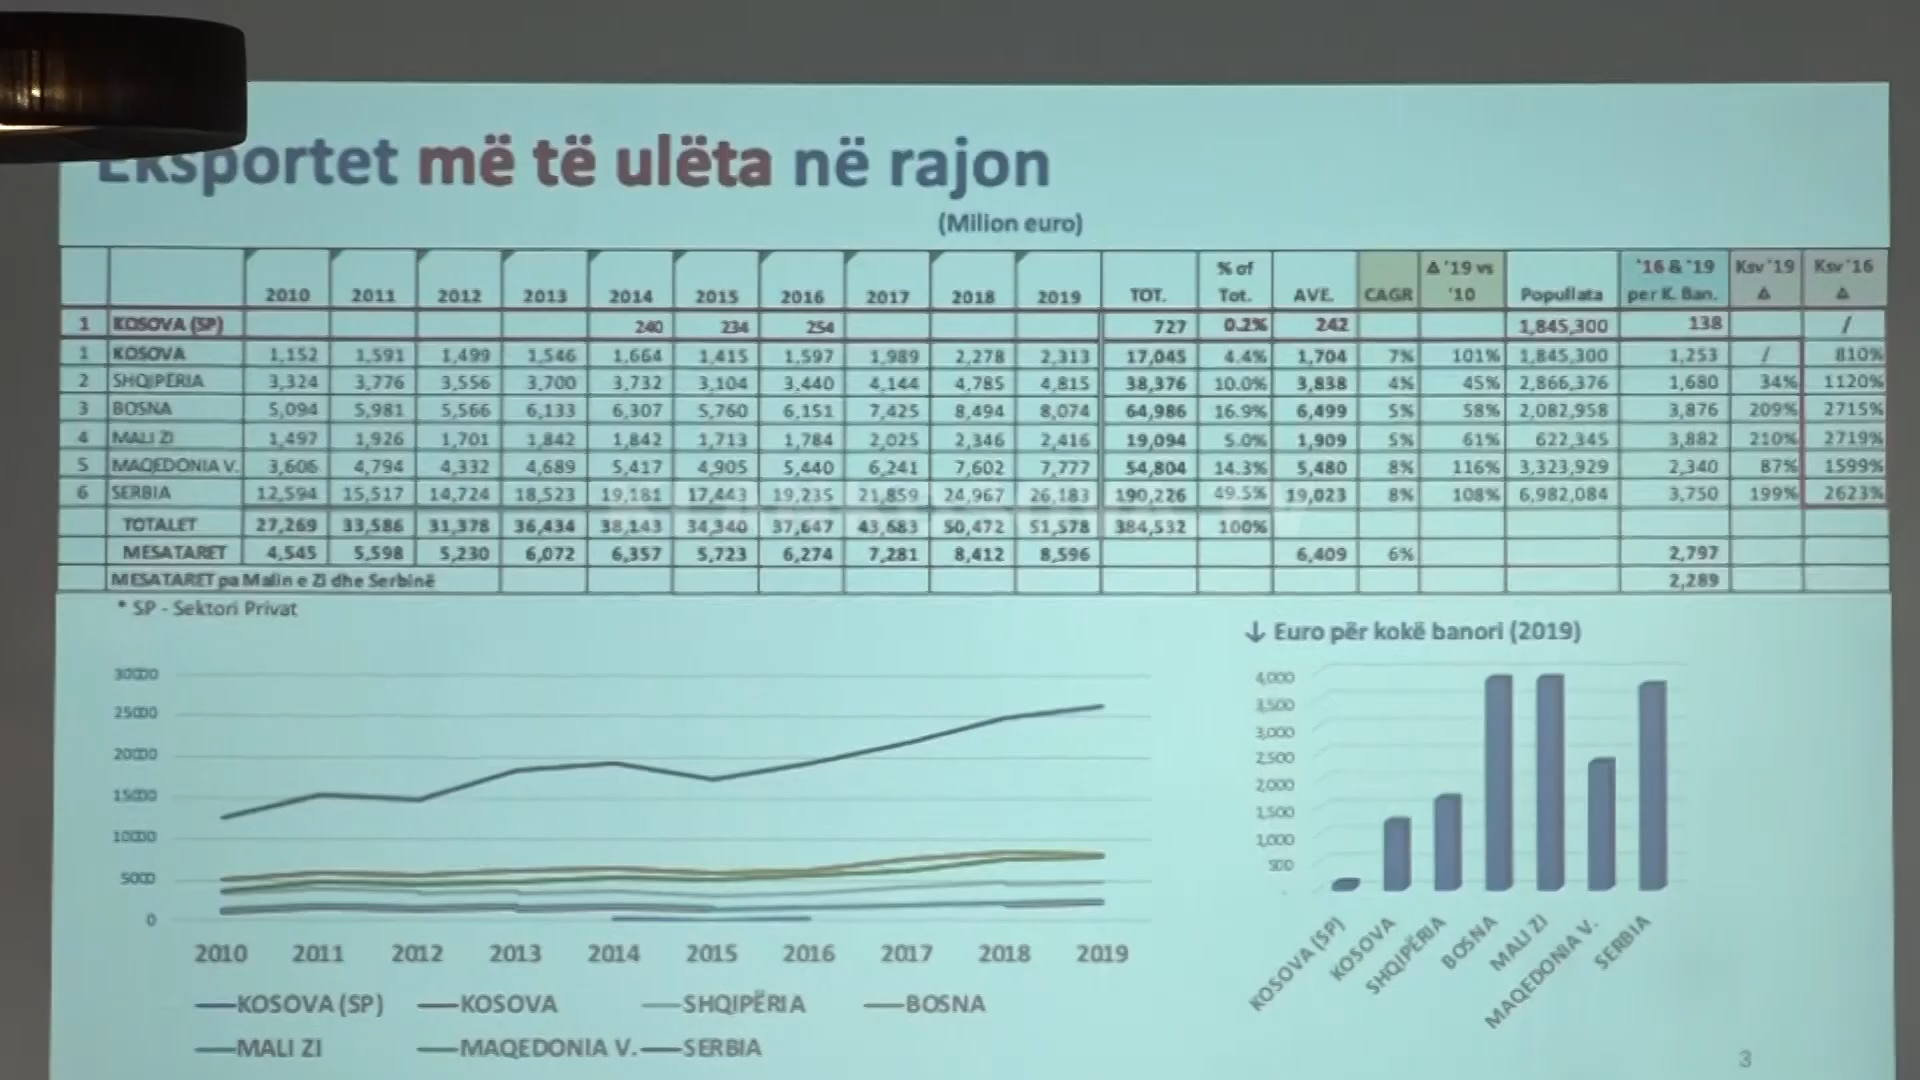 Eksportet më të ulëta në rajon
(Milion euro)
2010 2011 2012 2013 2014 2015 2016 2017 2018 2019 TOT. % of Tot. AVE. CAGR Δ '19 vs '10 Popullata '16 & '19 per K. Ban. Ksv '19 Δ Ksv '16 Δ
1 KOSOVA (SP) 240 234 254 727 0.2% 242 1,845,300 138 /
1 KOSOVA 1,152 1,591 1,499 1,546 1,664 1,415 1,597 1,989 2,278 2,313 17,045 4.4% 1,704 7% 101% 1,845,300 1,253 / 810%
2 SHQIPËRIA 3,324 3,776 3,556 3,700 3,732 3,104 3,440 4,144 4,785 4,815 38,376 10.0% 3,838 4% 45% 2,866,376 1,680 34% 1120%
3 BOSNA 5,094 5,981 5,566 6,133 6,307 5,760 6,151 7,425 8,494 8,074 64,986 16.9% 6,499 5% 58% 2,082,958 3,876 209% 2715%
4 MALI ZI 1,497 1,926 1,701 1,842 1,842 1,713 1,784 2,025 2,346 2,416 19,094 5.0% 1,909 5% 61% 622,345 3,882 210% 2719%
5 MAQEDONIA V. 3,606 4,794 4,332 4,689 5,417 4,905 5,440 6,241 7,602 7,777 54,804 14.3% 5,480 8% 116% 3,323,929 2,340 87% 1599%
6 SERBIA 12,594 15,517 14,724 18,523 19,181 17,443 19,235 21,859 24,967 26,183 190,226 49.5% 19,023 8% 108% 6,982,084 3,750 199% 2623%
TOTALET 27,269 33,586 31,378 36,434 38,143 34,340 37,647 43,683 50,472 51,578 384,532 100%
MESATARET 4,545 5,598 5,230 6,072 6,357 5,723 6,274 7,281 8,412 8,596 6,409 6% 2,797
MESATARET pa Malin e Zi dhe Serbinë 2,289
* SP - Sektori Privat
30000
25000
20000
15000
10000
5000
0
2010 2011 2012 2013 2014 2015 2016 2017 2018 2019
KOSOVA (SP) KOSOVA SHQIPËRIA BOSNA
MALI ZI MAQEDONIA V. SERBIA
↓ Euro për kokë banori (2019)
4,000
3,500
3,000
2,500
2,000
1,500
1,000
500
-
KOSOVA (SP) KOSOVA SHQIPËRIA BOSNA MALI ZI MAQEDONIA V. SERBIA
3